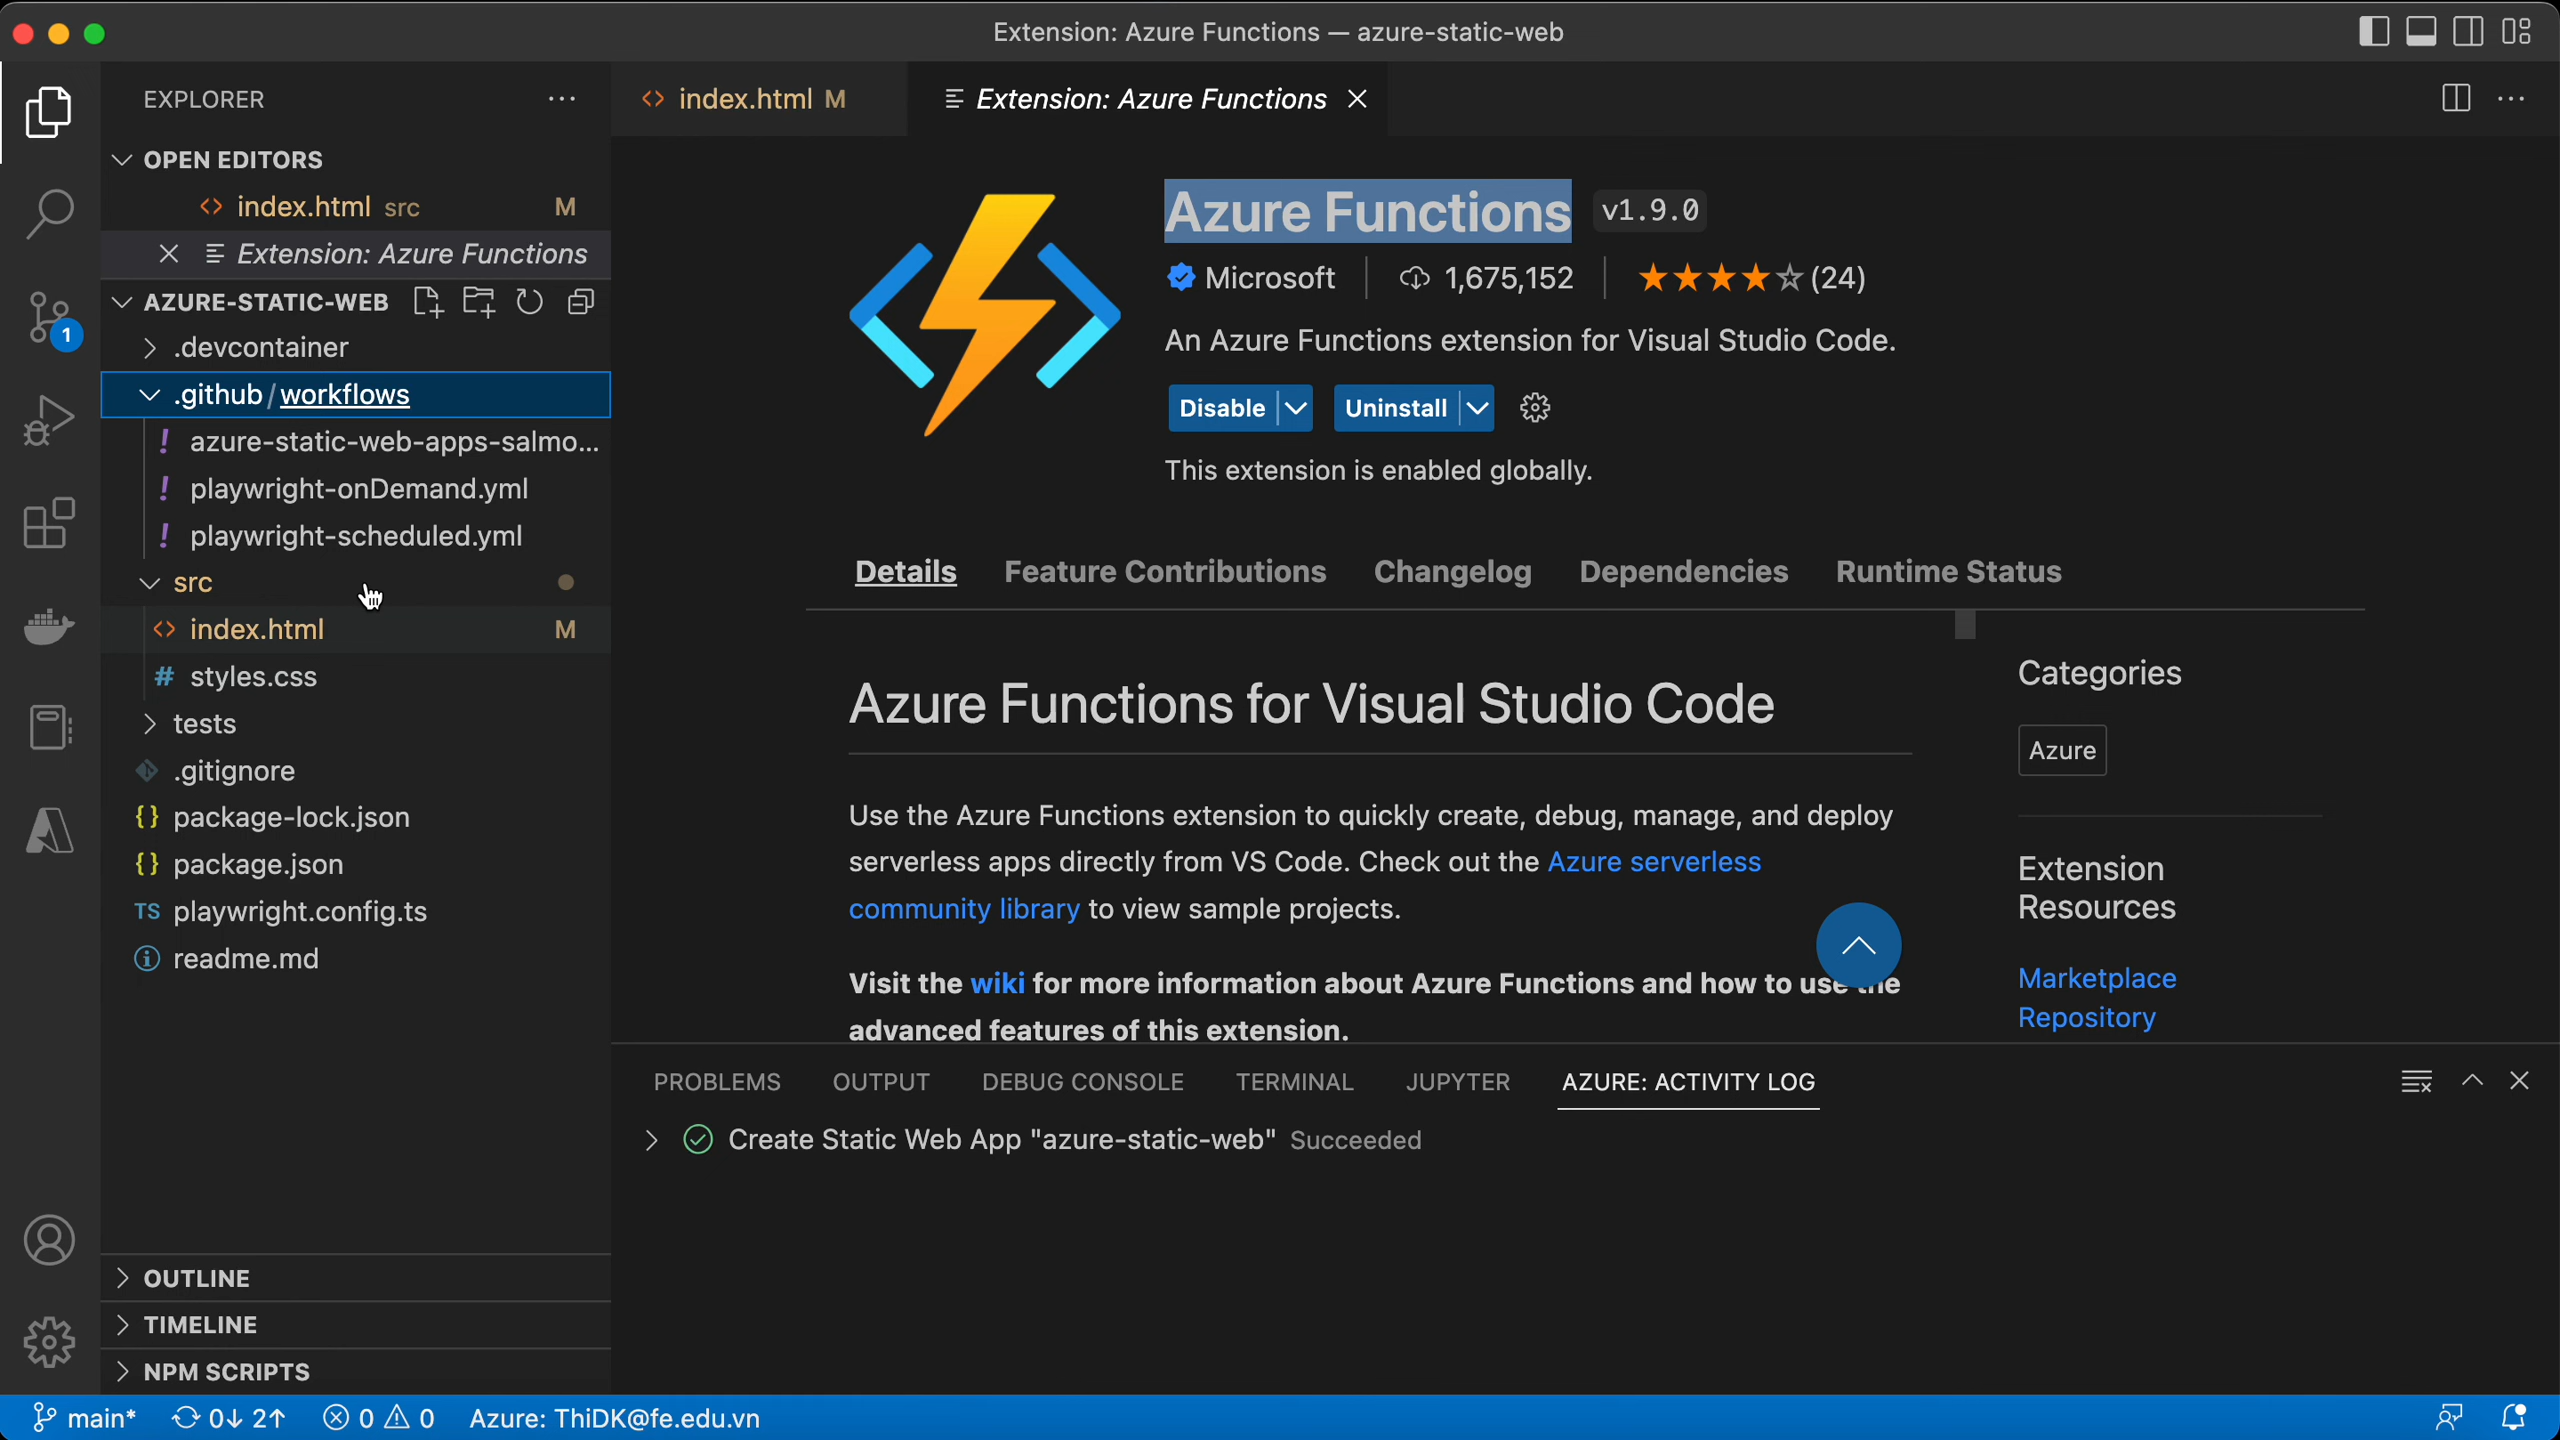 Extension: Azure Functions — azure-static-web
EXPLORER
OPEN EDITORS
index.html src M
Extension: Azure Functions
AZURE-STATIC-WEB
.devcontainer
.github/workflows
azure-static-web-apps-salmo...
playwright-onDemand.yml
playwright-scheduled.yml
src
index.html M
styles.css
tests
.gitignore
package-lock.json
package.json
TS playwright.config.ts
readme.md
OUTLINE
TIMELINE
NPM SCRIPTS
1
index.html M
Extension: Azure Functions
Azure Functions v1.9.0
Microsoft 1,675,152 (24)
An Azure Functions extension for Visual Studio Code.
Disable Uninstall
This extension is enabled globally.
Details Feature Contributions Changelog Dependencies Runtime Status
Azure Functions for Visual Studio Code
Use the Azure Functions extension to quickly create, debug, manage, and deploy
serverless apps directly from VS Code. Check out the Azure serverless
community library to view sample projects.
Visit the wiki for more information about Azure Functions and how to use the
advanced features of this extension.
Categories
Azure
Extension
Resources
Marketplace
Repository
PROBLEMS OUTPUT DEBUG CONSOLE TERMINAL JUPYTER AZURE: ACTIVITY LOG
Create Static Web App "azure-static-web" Succeeded
main* 0↓ 2↑ 0 0 Azure: ThiDK@fe.edu.vn